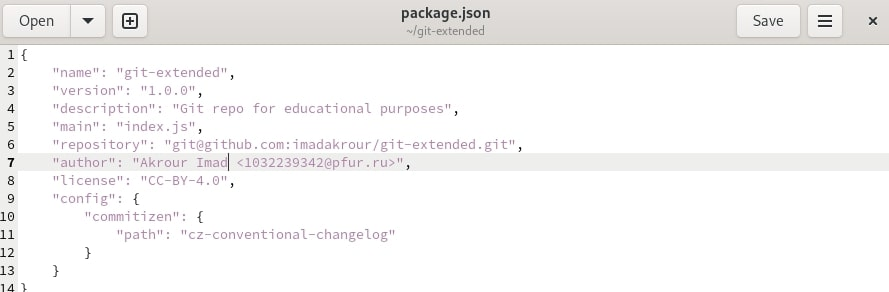 Open
package.json
~/git-extended
Save
1 {
2     "name": "git-extended",
3     "version": "1.0.0",
4     "description": "Git repo for educational purposes",
5     "main": "index.js",
6     "repository": "git@github.com:imadakrour/git-extended.git",
7     "author": "Akrour Imad <1032239342@pfur.ru>",
8     "license": "CC-BY-4.0",
9     "config": {
10         "commitizen": {
11             "path": "cz-conventional-changelog"
12         }
13     }
14 }